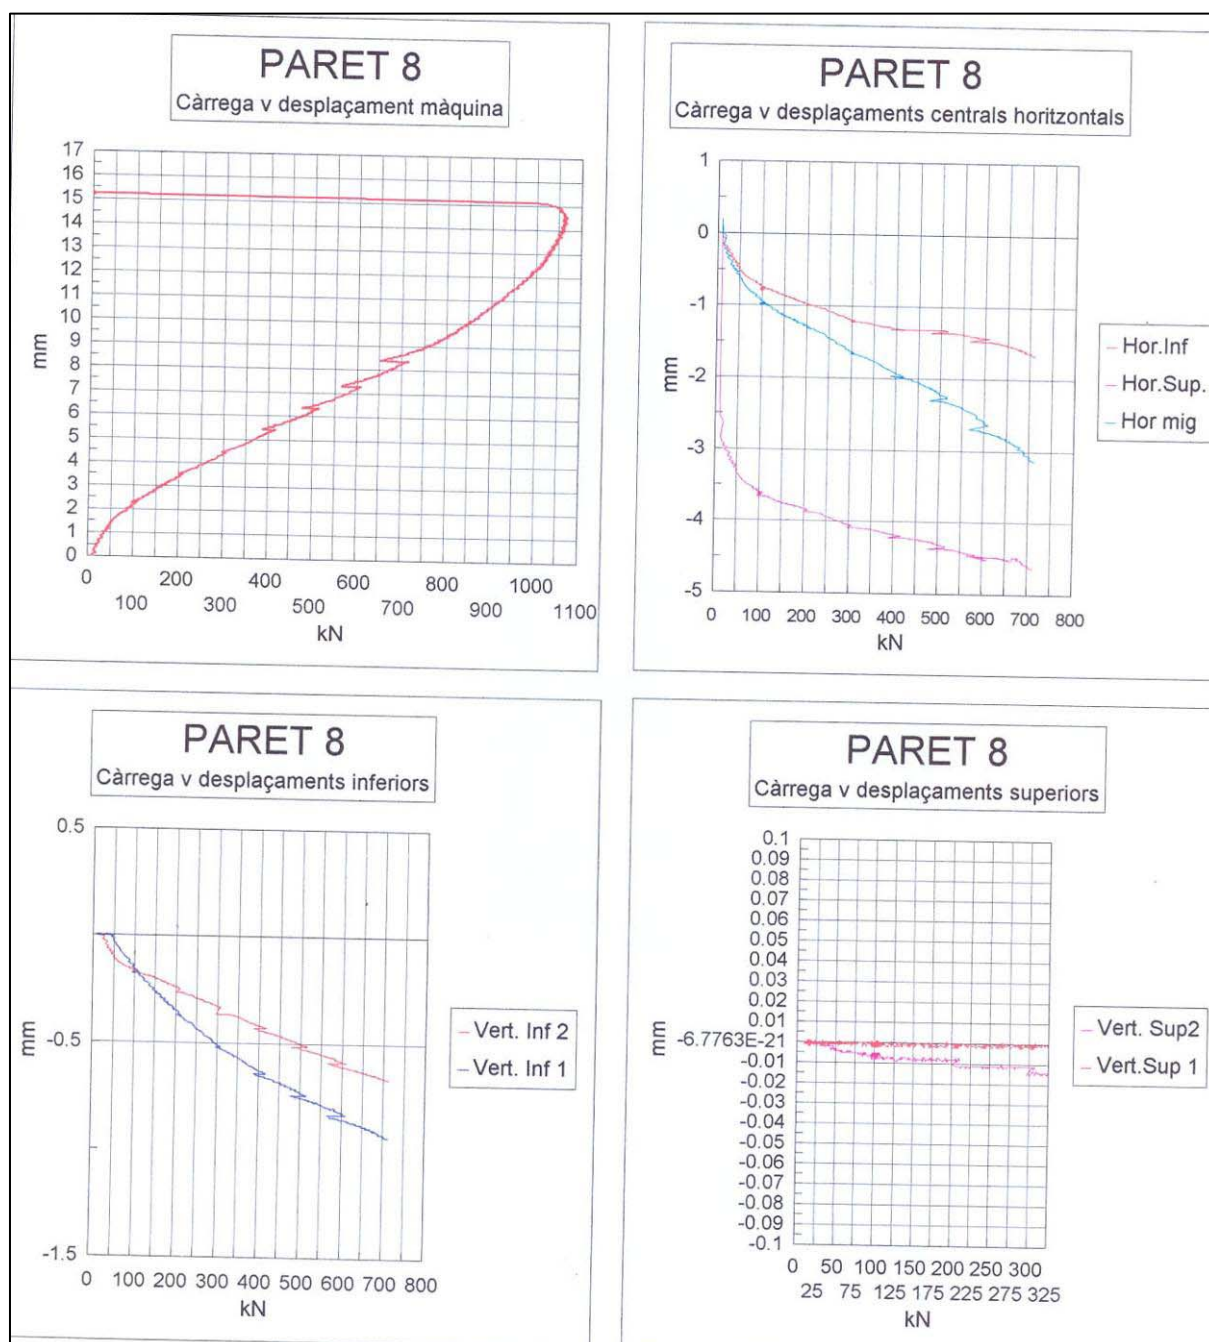 PARET 8
Càrrega v desplaçament màquina
17
16
15
14
13
12
11
10
9
8
7
6
5
4
3
2
1
0
mm
0 200 400 600 800 1000
100 300 500 700 900 1100
kN
PARET 8
Càrrega v desplaçaments centrals horitzontals
1
0
-1
-2
-3
-4
-5
mm
0 100 200 300 400 500 600 700 800
kN
Hor.Inf
Hor.Sup.
Hor mig
PARET 8
Càrrega v desplaçaments inferiors
0.5
-0.5
-1.5
mm
0 100 200 300 400 500 600 700 800
kN
Vert. Inf 2
Vert. Inf 1
PARET 8
Càrrega v desplaçaments superiors
0.1
0.09
0.08
0.07
0.06
0.05
0.04
0.03
0.02
0.01
-6.7763E-21
-0.01
-0.02
-0.03
-0.04
-0.05
-0.06
-0.07
-0.08
-0.09
-0.1
mm
0 50 100 150 200 250 300
25 75 125 175 225 275 325
kN
Vert. Sup2
Vert.Sup 1